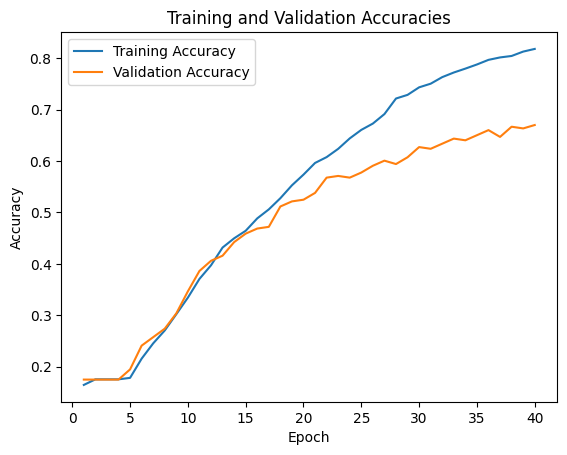 Training and Validation Accuracies
Training Accuracy
Validation Accuracy
0.8
0.7
0.6
0.5
0.4
0.3
0.2
Accuracy
0 5 10 15 20 25 30 35 40
Epoch